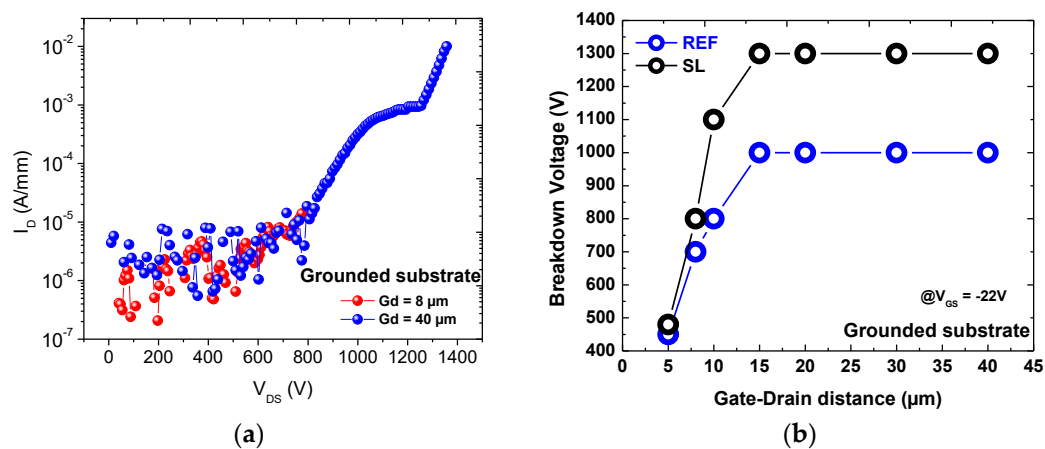 10⁻²
10⁻³
10⁻⁴
10⁻⁵
10⁻⁶
10⁻⁷
I_D (A/mm)
Grounded substrate
Gd = 8 µm
Gd = 40 µm
0 200 400 600 800 1000 1200 1400
V_DS (V)
(a)
1400
1300
1200
1100
1000
900
800
700
600
500
400
Breakdown Voltage (V)
REF
SL
@V_GS = -22V
Grounded substrate
0 5 10 15 20 25 30 35 40 45
Gate-Drain distance (µm)
(b)